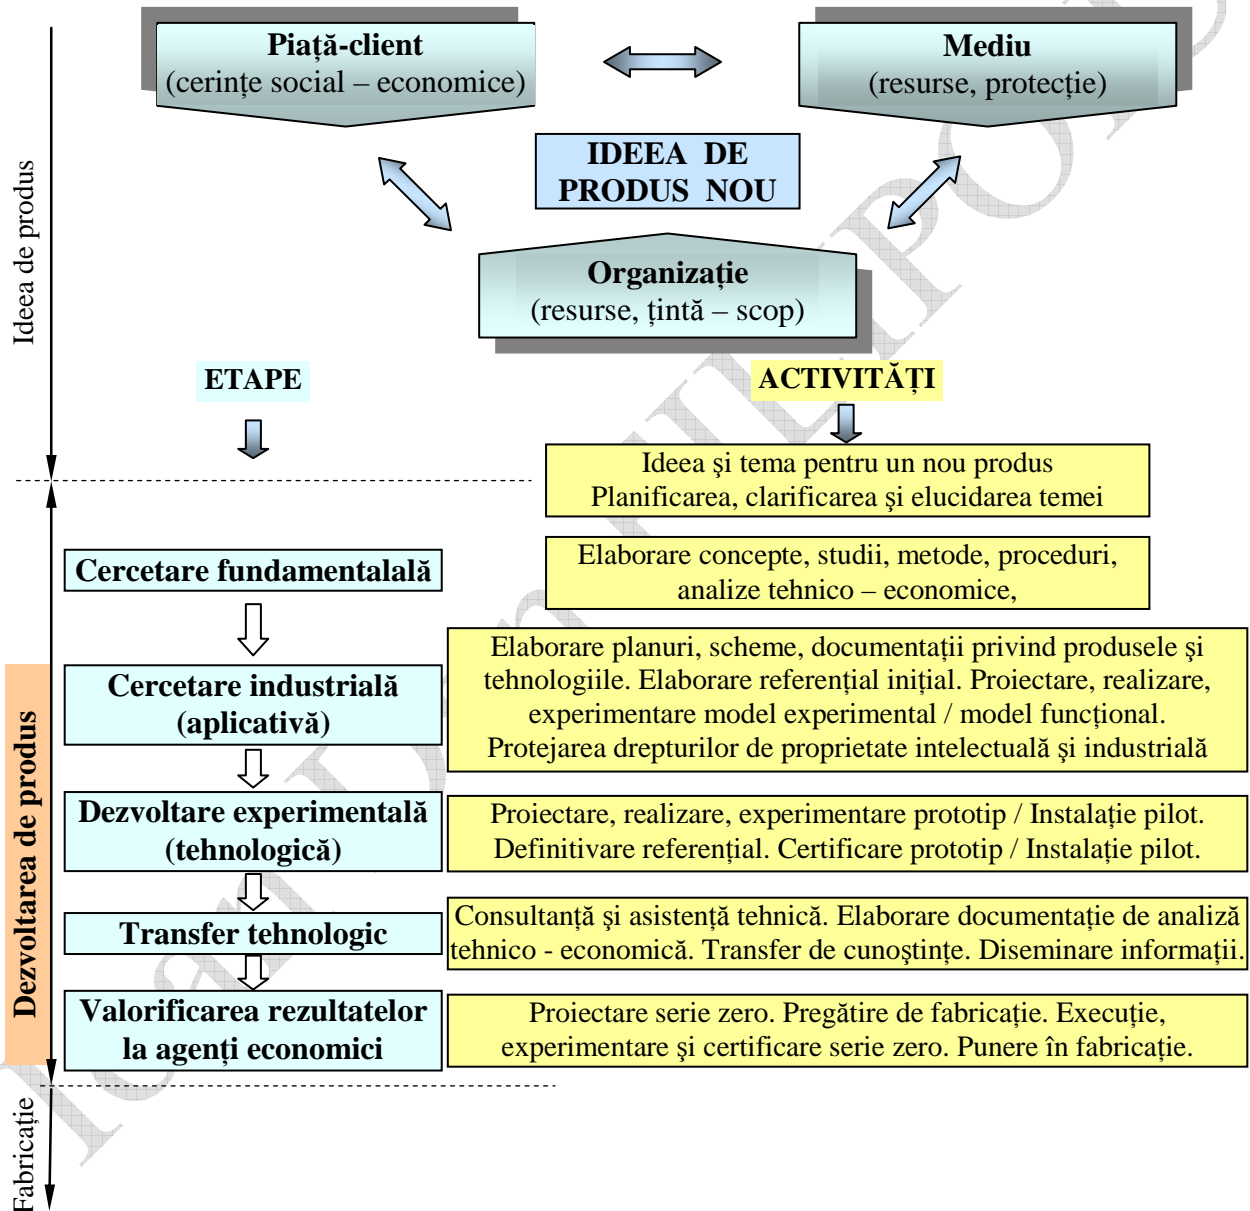 Piață-client
(cerințe social – economice)
Mediu
(resurse, protecție)
IDEEA DE
PRODUS NOU
Organizație
(resurse, țintă – scop)
Ideea de produs
ETAPE
ACTIVITĂȚI
Ideea şi tema pentru un nou produs
Planificarea, clarificarea şi elucidarea temei
Cercetare fundamentalală
Elaborare concepte, studii, metode, proceduri,
analize tehnico – economice,
Dezvoltarea de produs
Cercetare industrială
(aplicativă)
Elaborare planuri, scheme, documentații privind produsele şi
tehnologiile. Elaborare referențial inițial. Proiectare, realizare,
experimentare model experimental / model funcțional.
Protejarea drepturilor de proprietate intelectuală şi industrială
Dezvoltare experimentală
(tehnologică)
Proiectare, realizare, experimentare prototip / Instalație pilot.
Definitivare referențial. Certificare prototip / Instalație pilot.
Transfer tehnologic
Consultanță şi asistență tehnică. Elaborare documentație de analiză
tehnico - economică. Transfer de cunoştințe. Diseminare informații.
Valorificarea rezultatelor
la agenți economici
Proiectare serie zero. Pregătire de fabricație. Execuție,
experimentare şi certificare serie zero. Punere în fabricație.
Fabricație